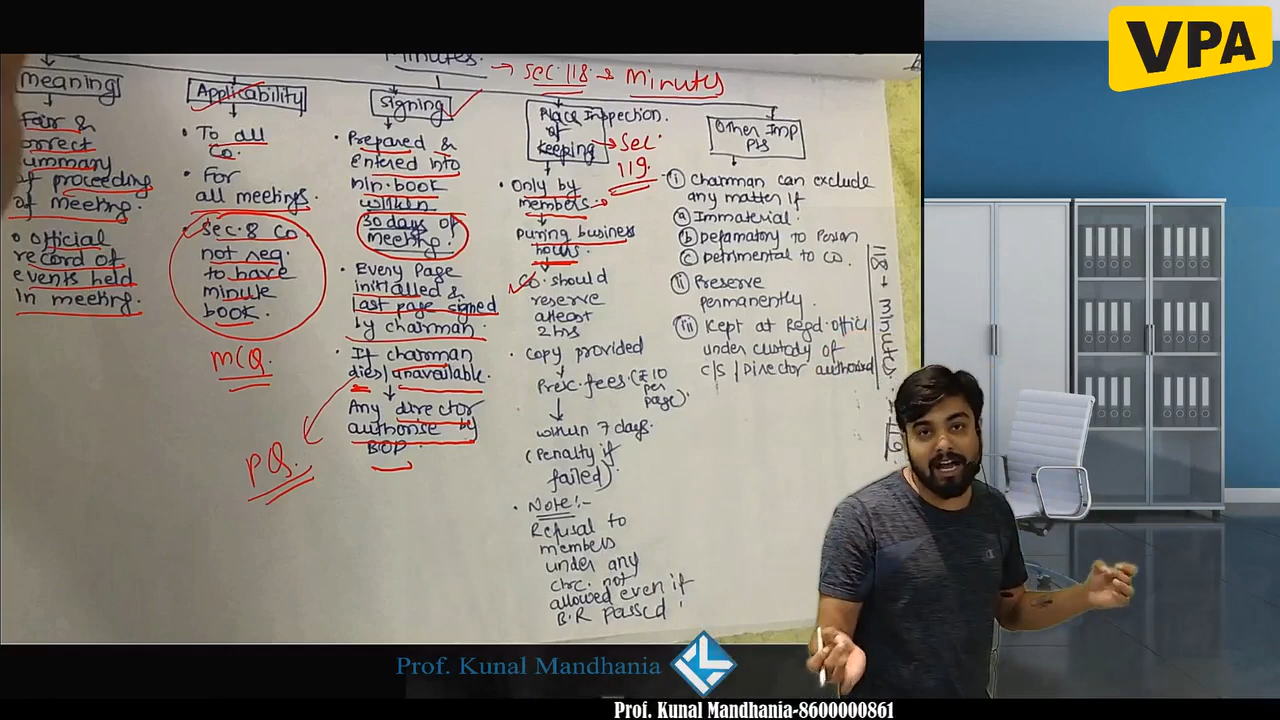 VPA
Minutes. → Sec. 118 → Minutes
Meaning
Fair &
orrect
ummary
of proceeding
of meeting.
official
record of
events held
in meeting.
Applicability
• To all
Co.
• For
all meetings.
• Sec. 8 Co
not req.
to have
minute
book.
MCQ.
Signing
• Prepared &
entered into
min. book
within
30 days of
meeting.
• Every Page
initialled &
last page signed
by chairman
• If chairman
dies/unavailable.
Any director
authorise by
BOD.
PQ.
Place Inspection.
of
keeping → Sec
119.
• Only by
members
During business
hours.
Co. should
reserve
atleast
2 hrs
• Copy provided
Presc. fees (₹10
per
page).
within 7 days.
(Penalty if
failed)
• Note:-
Refusal to
members
under any
circ. not
allowed even if
B.R passed
Other Imp
Pts
(i) Chairman can exclude
any matter if
(a) Immaterial
(b) Defamatory to Person
(c) Detrimental to Co.
(ii) Preserve
permanently.
(iii) Kept at Regd. offic
under custody of
C/S / Director authorised
118 → Minutes
Prof. Kunal Mandhania
Prof. Kunal Mandhania-8600000861